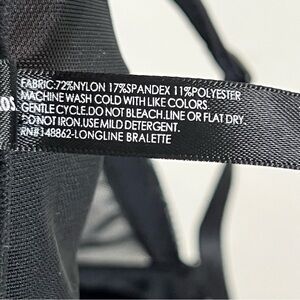 FABRIC:72%NYLON 17%SPANDEX 11%POLYESTER
MACHINE WASH COLD WITH LIKE COLORS.
GENTLE CYCLE.DO NOT BLEACH.LINE OR FLAT DRY.
DO NOT IRON.USE MILD DETERGENT.
RN#148862-LONGLINE BRALETTE